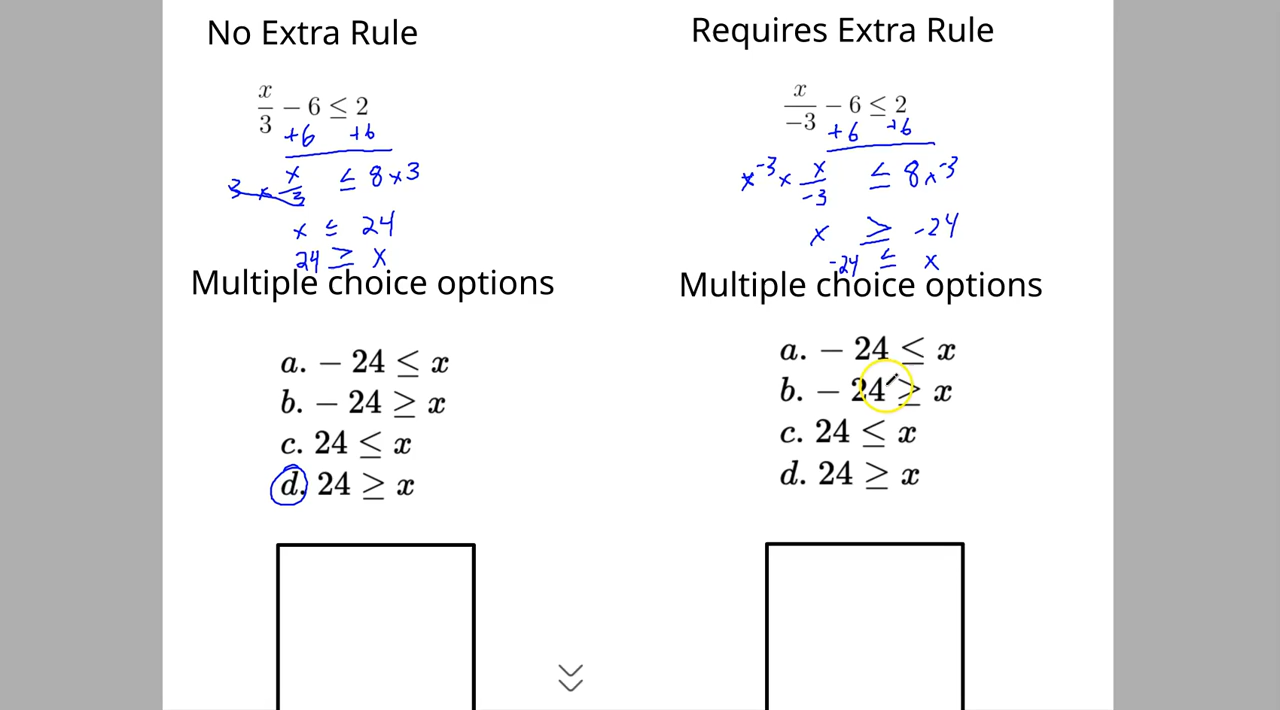 No Extra Rule
x/3 − 6 ≤ 2
+6 +6
3 × x/3 ≤ 8 × 3
x ≤ 24
24 ≥ x
Multiple choice options
a. − 24 ≤ x
b. − 24 ≥ x
c. 24 ≤ x
d. 24 ≥ x
Requires Extra Rule
x/−3 − 6 ≤ 2
+6 +6
x −3 × x/−3 ≤ 8 × −3
x ≥ −24
−24 ≤ x
Multiple choice options
a. − 24 ≤ x
b. − 24 ≥ x
c. 24 ≤ x
d. 24 ≥ x